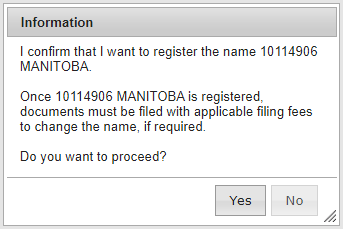 Information
I confirm that I want to register the name 10114906
MANITOBA.
Once 10114906 MANITOBA is registered,
documents must be filed with applicable filing fees
to change the name, if required.
Do you want to proceed?
Yes
No